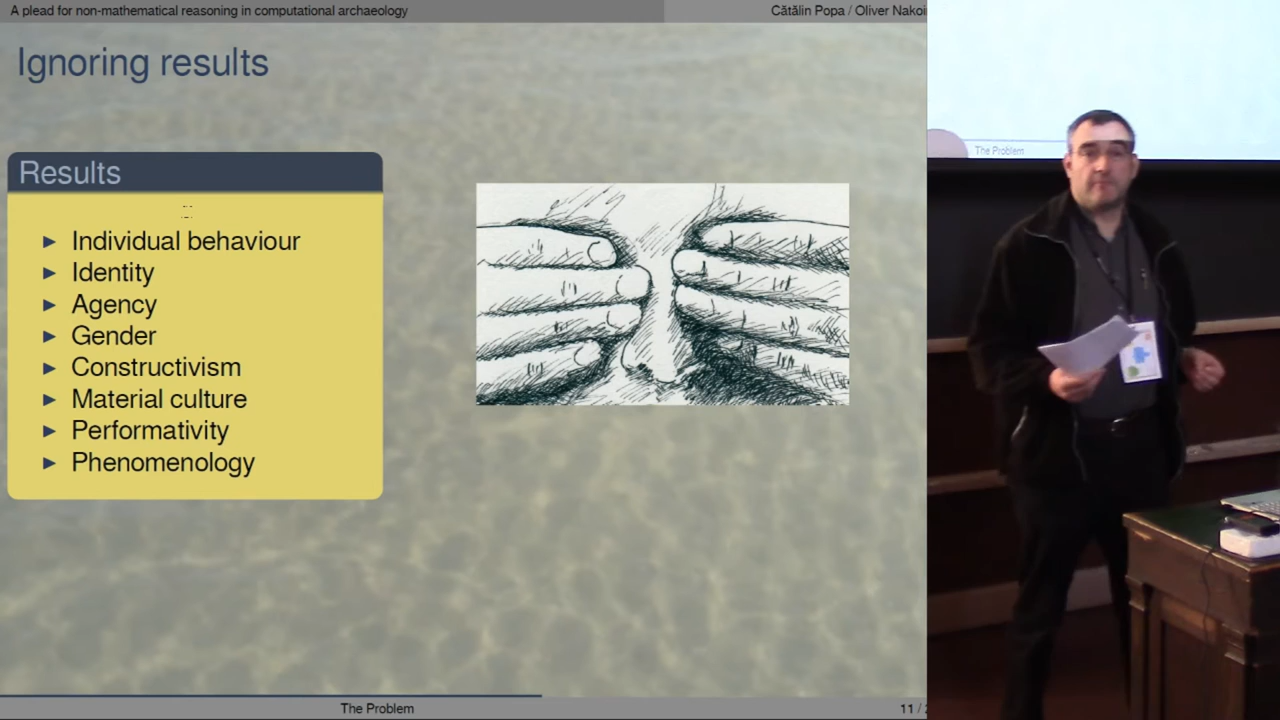 A plead for non-mathematical reasoning in computational archaeology
Cătălin Popa / Oliver Nakoi
Ignoring results
Results
► Individual behaviour
► Identity
► Agency
► Gender
► Constructivism
► Material culture
► Performativity
► Phenomenology
The Problem
The Problem
11 /